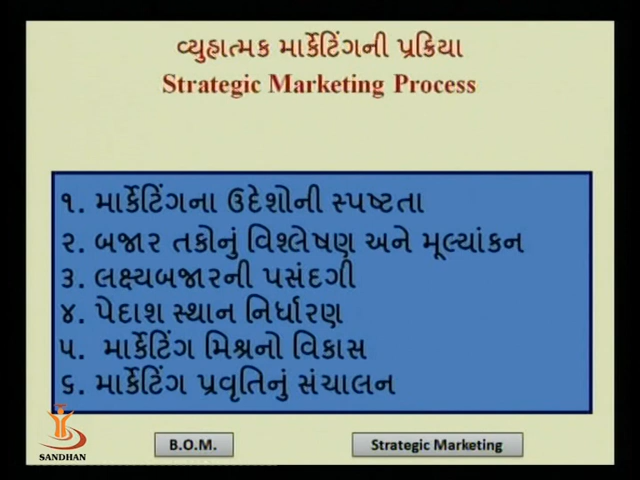 વ્યુહાત્મક માર્કેટિંગની પ્રક્રિયા
Strategic Marketing Process
૧. માર્કેટિંગના ઉદેશોની સ્પષ્ટતા
૨. બજાર તકોનું વિશ્લેષણ અને મૂલ્યાંકન
૩. લક્ષ્યબજારની પસંદગી
૪. પેદાશ સ્થાન નિર્ધારણ
૫. માર્કેટિંગ મિશ્રનો વિકાસ
૬. માર્કેટિંગ પ્રવૃતિનું સંચાલન
SANDHAN
B.O.M.
Strategic Marketing